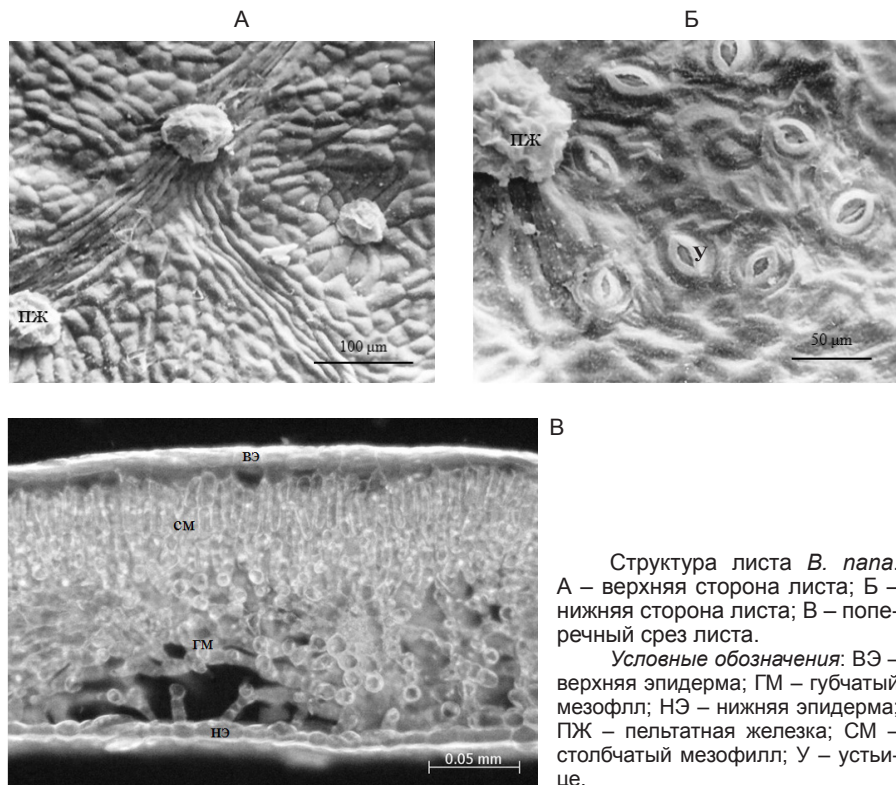 А
Б
ПЖ
100 µm
ПЖ
У
50 µm
В
ВЭ
СМ
ГМ
НЭ
0.05 mm
Структура листа B. nana.
А – верхняя сторона листа; Б –
нижняя сторона листа; В – попе-
речный срез листа.
Условные обозначения: ВЭ –
верхняя эпидерма; ГМ – губчатый
мезофлл; НЭ – нижняя эпидерма;
ПЖ – пельтатная железка; СМ –
столбчатый мезофилл; У – устьи-
це.